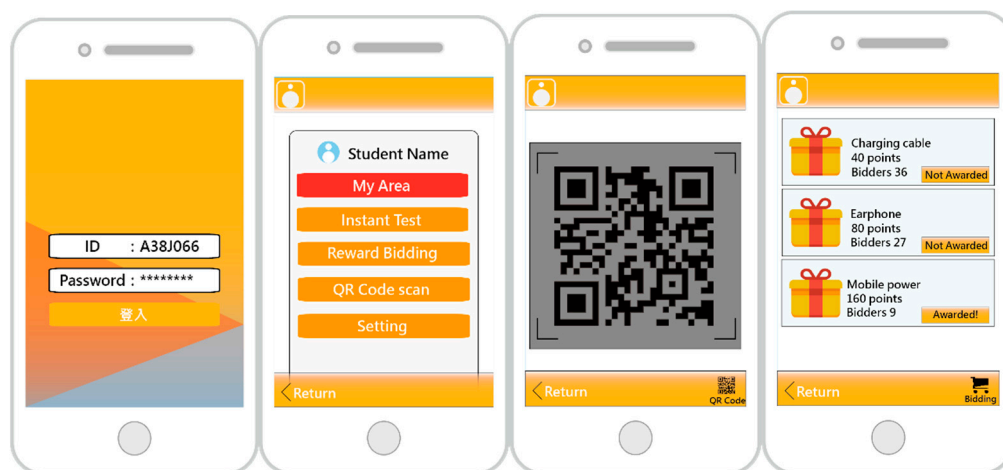 ID : A38J066
Password : ********
登入
Student Name
My Area
Instant Test
Reward Bidding
QR Code scan
Setting
Return
Return
QR Code
Charging cable
40 points
Bidders 36
Not Awarded
Earphone
80 points
Bidders 27
Not Awarded
Mobile power
160 points
Bidders 9
Awarded!
Return
Bidding